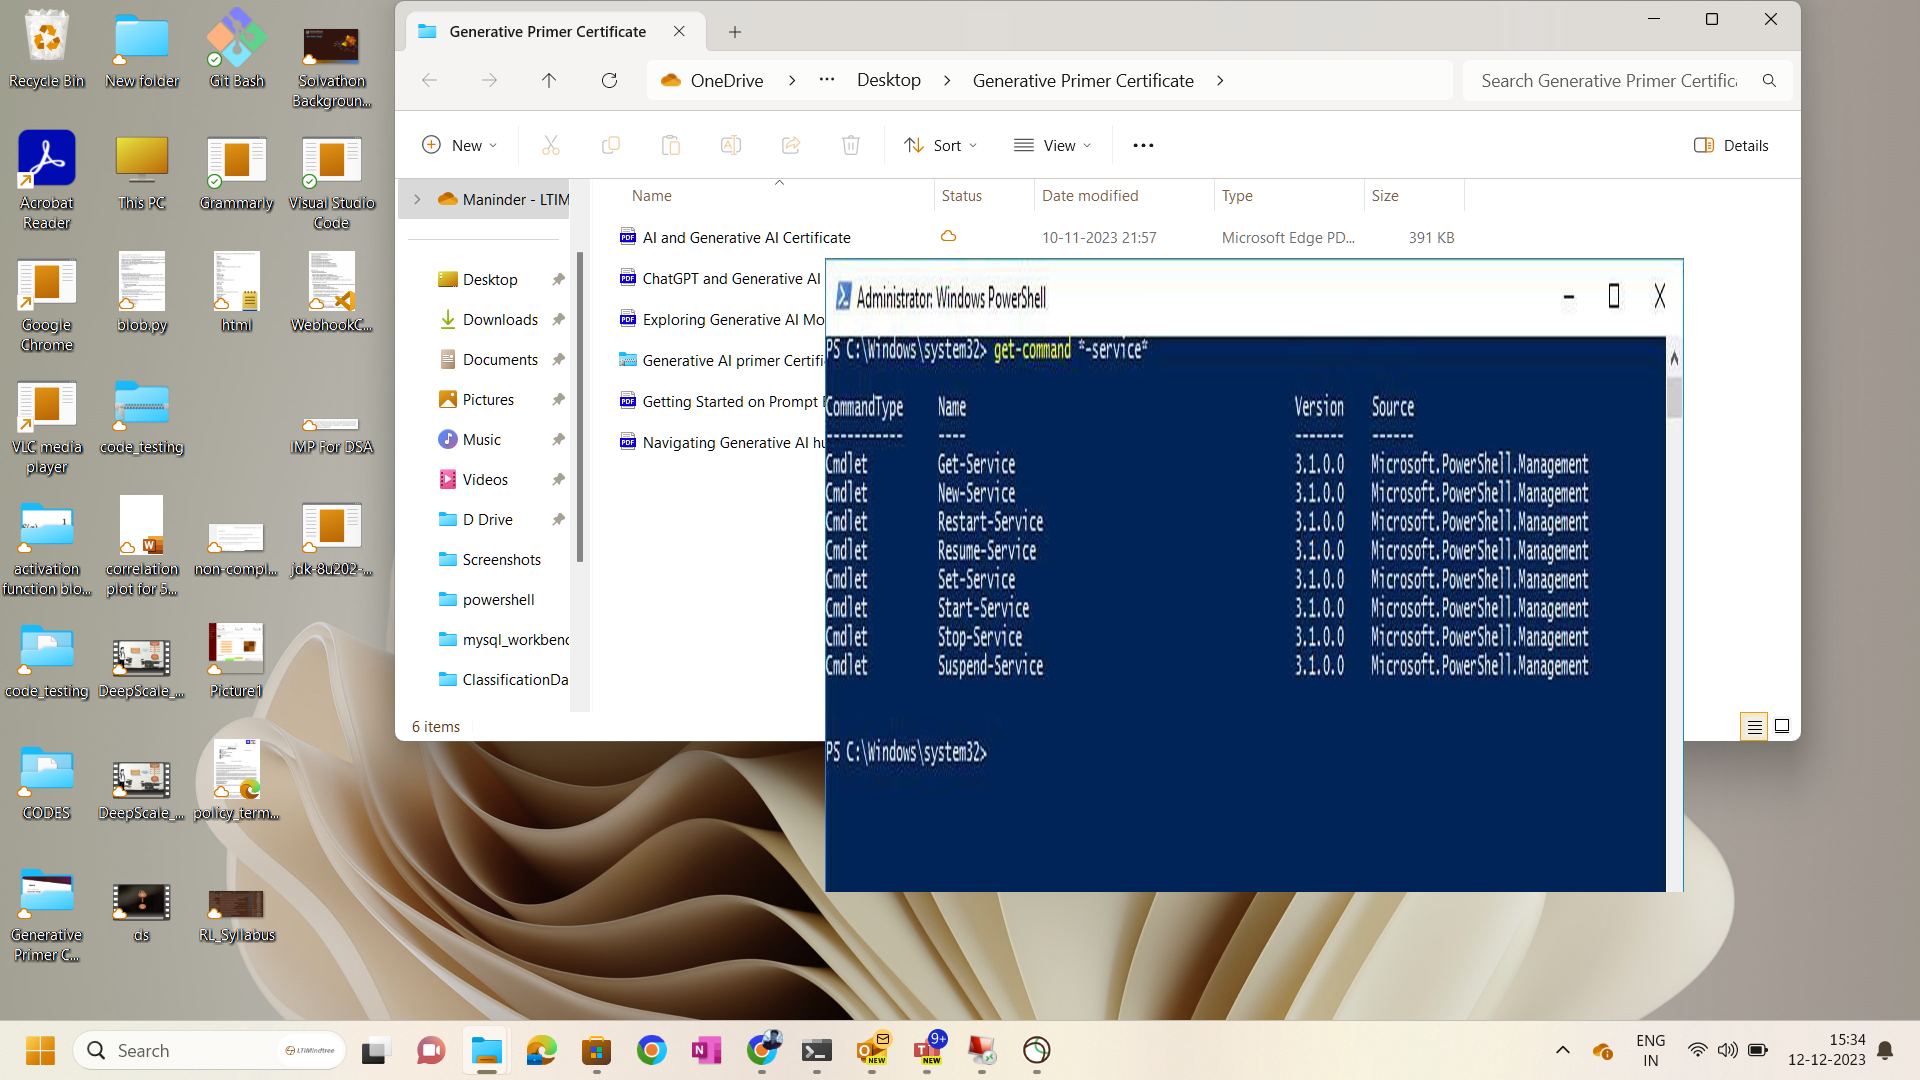 Recycle Bin
New folder
Git Bash
Solvathon
Backgroun...
Acrobat
Reader
This PC
Grammarly
Visual Studio
Code
Google
Chrome
blob.py
html
WebhookC...
VLC media
player
code_testing
IMP For DSA
activation
function blo...
correlation
plot for 5...
non-compl...
jdk-8u202-...
code_testing
DeepScale_...
Picture1
CODES
DeepScale_...
policy_term...
Generative
Primer C...
ds
RL_Syllabus
Generative Primer Certificate
OneDrive > ... Desktop > Generative Primer Certificate >
Search Generative Primer Certific
New
Sort
View
Details
Maninder - LTIM
Desktop
Downloads
Documents
Pictures
Music
Videos
D Drive
Screenshots
powershell
mysql_workbenc
ClassificationDa
Name Status Date modified Type Size
AI and Generative AI Certificate 10-11-2023 21:57 Microsoft Edge PD... 391 KB
ChatGPT and Generative AI
Exploring Generative AI Mo
Generative AI primer Certifi
Getting Started on Prompt
Navigating Generative AI hu
6 items
Administrator: Windows PowerShell
PS C:\Windows\system32> get-command *-service*
CommandType Name Version Source
----------- ---- ------- ------
Cmdlet Get-Service 3.1.0.0 Microsoft.PowerShell.Management
Cmdlet New-Service 3.1.0.0 Microsoft.PowerShell.Management
Cmdlet Restart-Service 3.1.0.0 Microsoft.PowerShell.Management
Cmdlet Resume-Service 3.1.0.0 Microsoft.PowerShell.Management
Cmdlet Set-Service 3.1.0.0 Microsoft.PowerShell.Management
Cmdlet Start-Service 3.1.0.0 Microsoft.PowerShell.Management
Cmdlet Stop-Service 3.1.0.0 Microsoft.PowerShell.Management
Cmdlet Suspend-Service 3.1.0.0 Microsoft.PowerShell.Management
PS C:\Windows\system32>
Search
LTIMindtree
NEW
9+
NEW
ENG
IN
15:34
12-12-2023